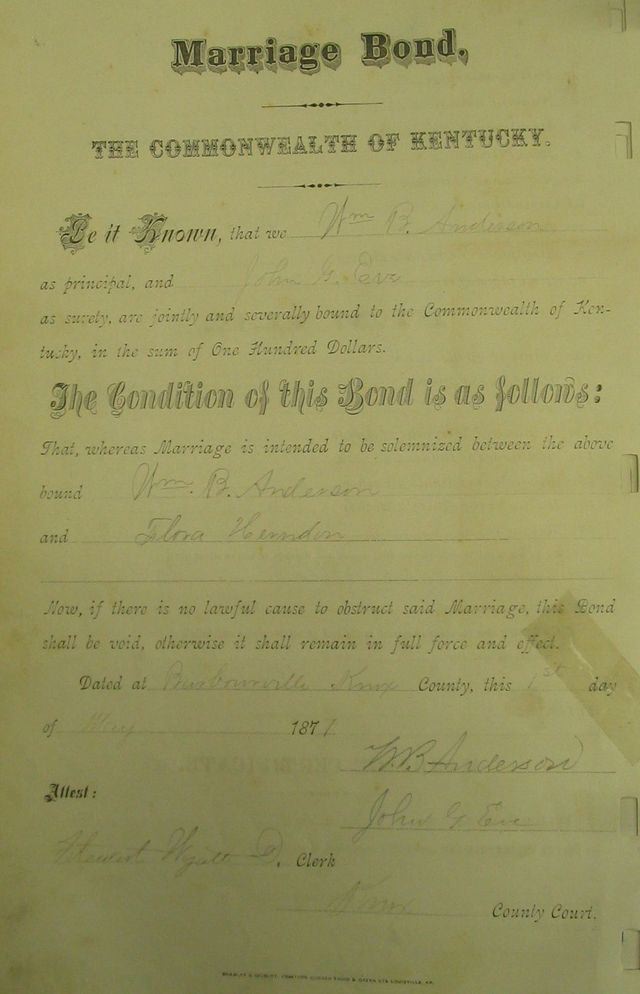 Marriage Bond,
THE COMMONWEALTH OF KENTUCKY.
Be it Known, that we Wm B. Anderson
as principal, and John G. Eve
as surety, are jointly and severally bound to the Commonwealth of Ken-
tucky, in the sum of One Hundred Dollars.
The Condition of this Bond is as follows:
That, whereas Marriage is intended to be solemnized between the above
bound Wm. B. Anderson
and Flora Herndon
Now, if there is no lawful cause to obstruct said Marriage, this Bond
shall be void, otherwise it shall remain in full force and effect.
Dated at Barbourville Knox County, this 1st day
of May 1871
W. B. Anderson
Attest:
John G Eve
Wyatt D. Clerk
Knox County Court.